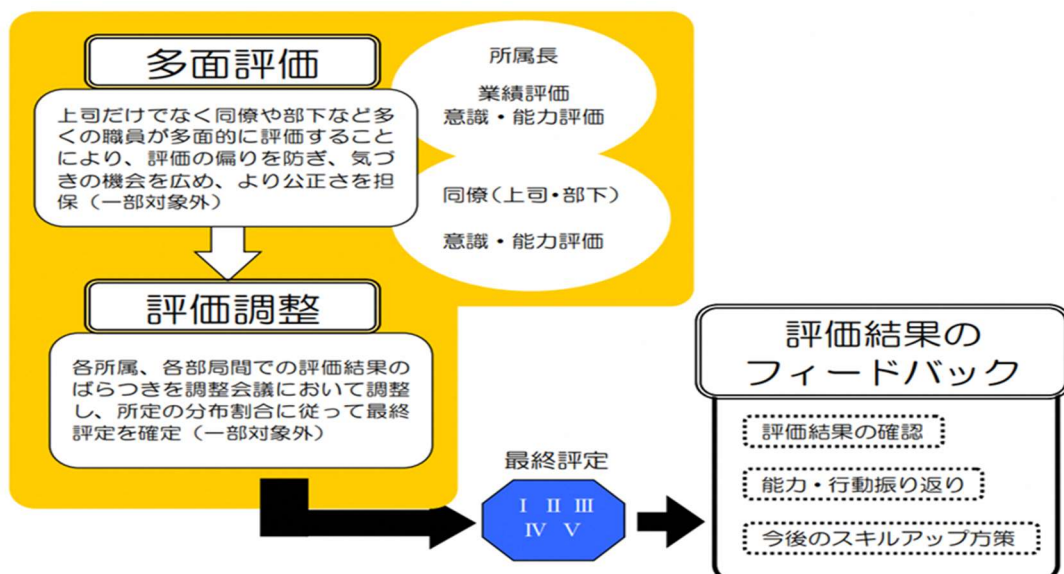 多面評価
上司だけでなく同僚や部下など多
くの職員が多面的に評価すること
により、評価の偏りを防ぎ、気づ
きの機会を広め、より公正さを担
保（一部対象外）
所属長
業績評価
意識・能力評価
同僚（上司・部下）
意識・能力評価
評価調整
各所属、各部局間での評価結果の
ばらつきを調整会議において調整
し、所定の分布割合に従って最終
評定を確定（一部対象外）
最終評定
Ⅰ Ⅱ Ⅲ
Ⅳ Ⅴ
評価結果の
フィードバック
評価結果の確認
能力・行動振り返り
今後のスキルアップ方策